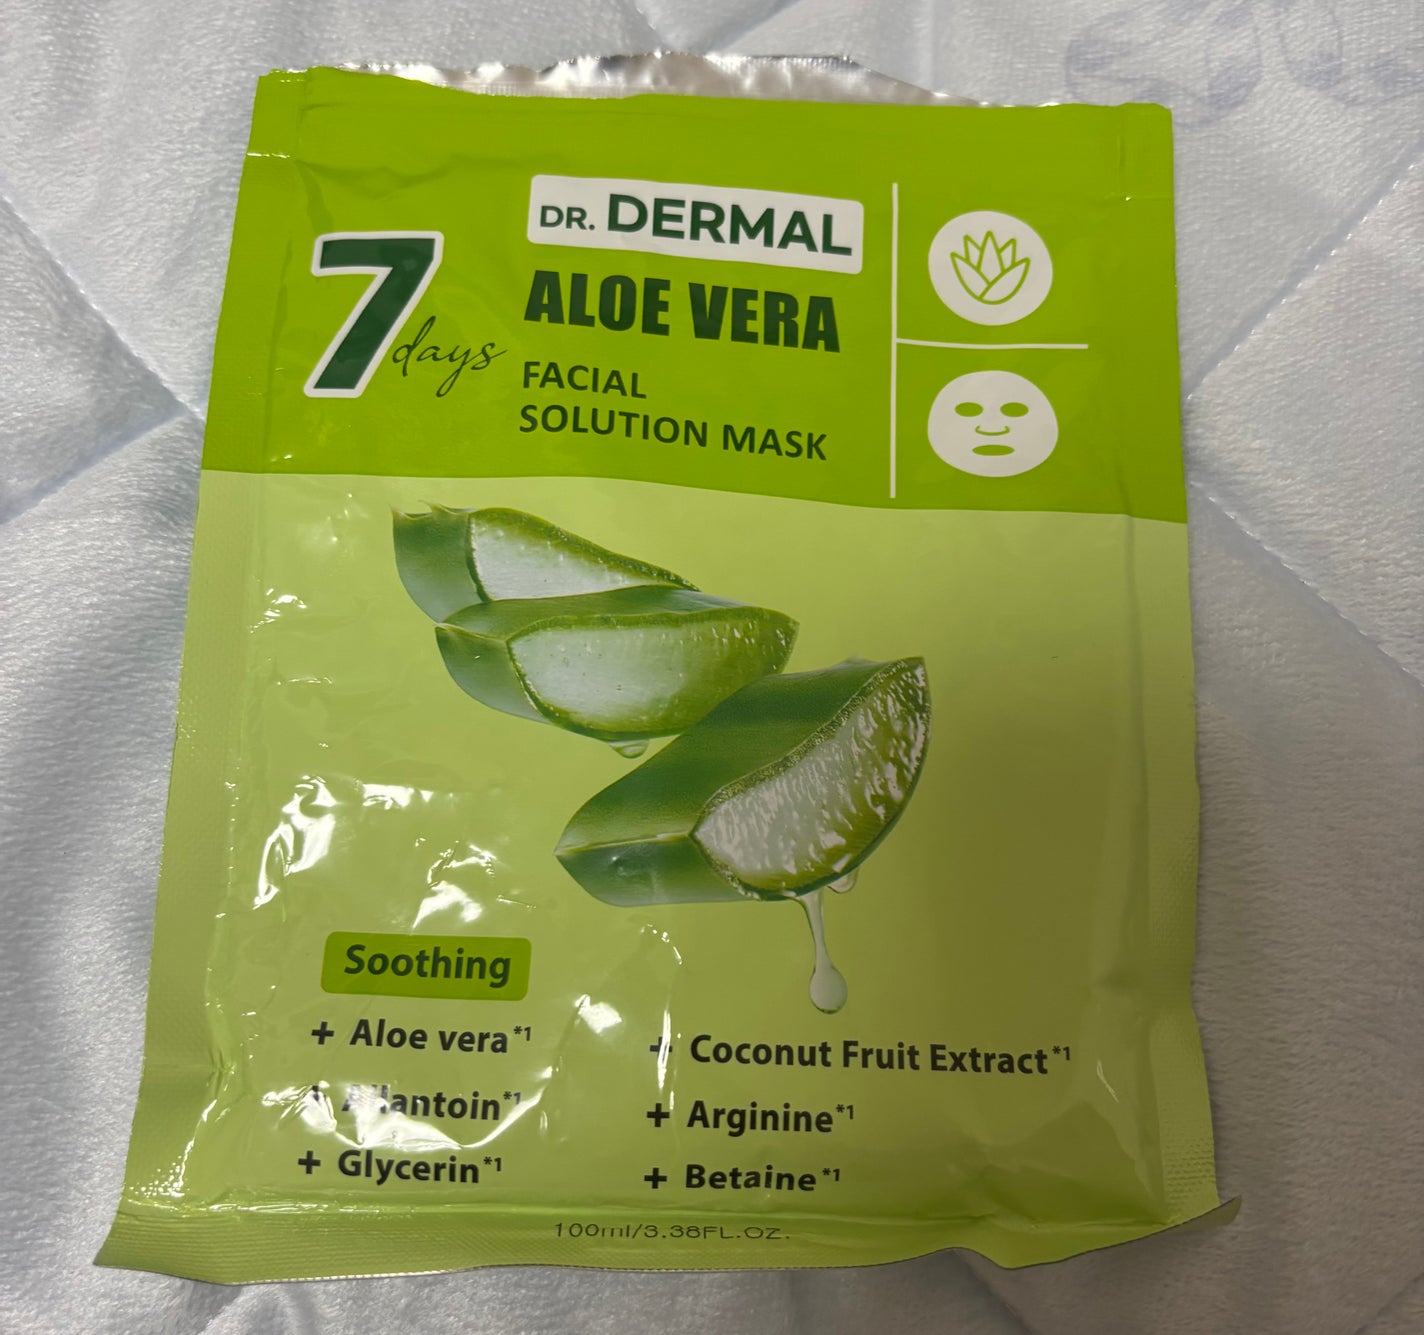 7 days
DR. DERMAL
ALOE VERA
FACIAL
SOLUTION MASK
Soothing
+ Aloe vera*1
+ Allantoin*1
+ Glycerin*1
+ Coconut Fruit Extract*1
+ Arginine*1
+ Betaine*1
100ml/3.38FL.OZ.